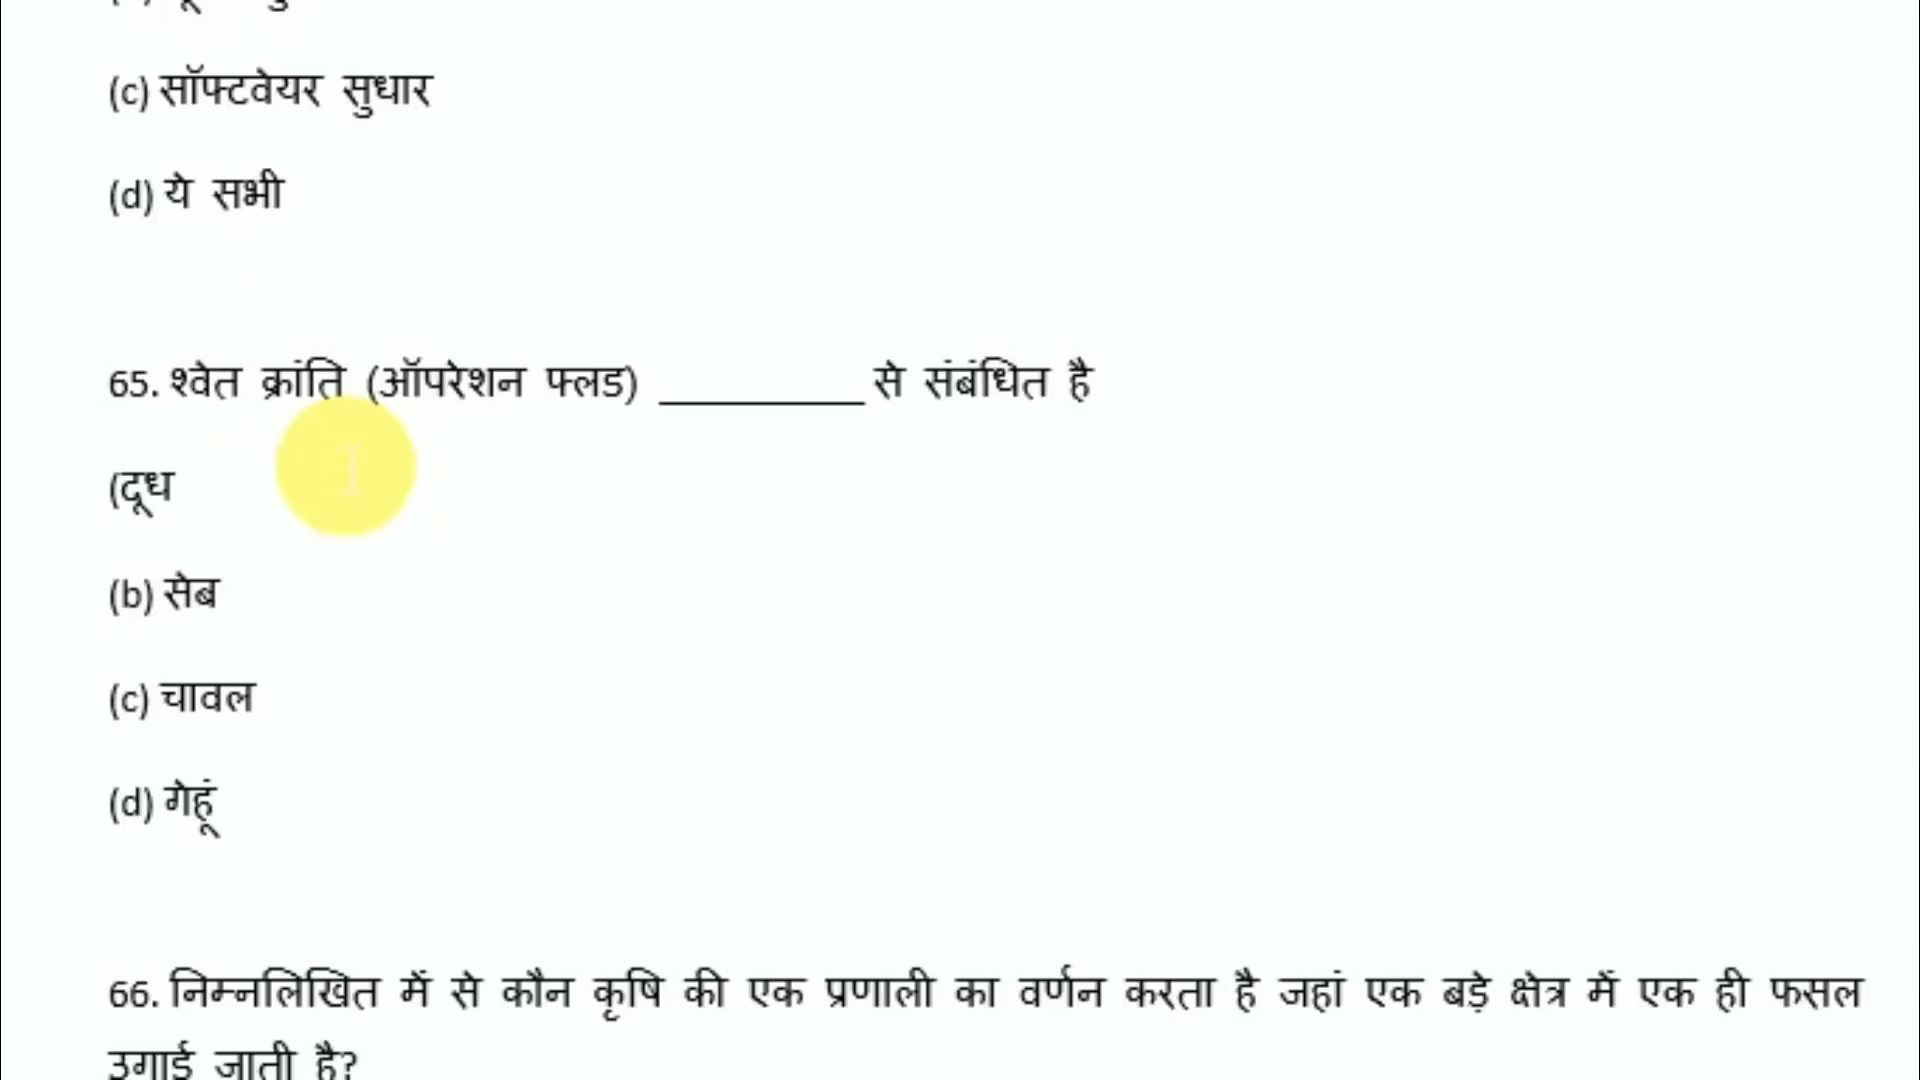 (c) सॉफ्टवेयर सुधार
(d) ये सभी
65. श्वेत क्रांति (ऑपरेशन फ्लड) __________ से संबंधित है
(दूध
(b) सेब
(c) चावल
(d) गेहूं
66. निम्नलिखित में से कौन कृषि की एक प्रणाली का वर्णन करता है जहां एक बड़े क्षेत्र में एक ही फसल
उगाई जाती है?